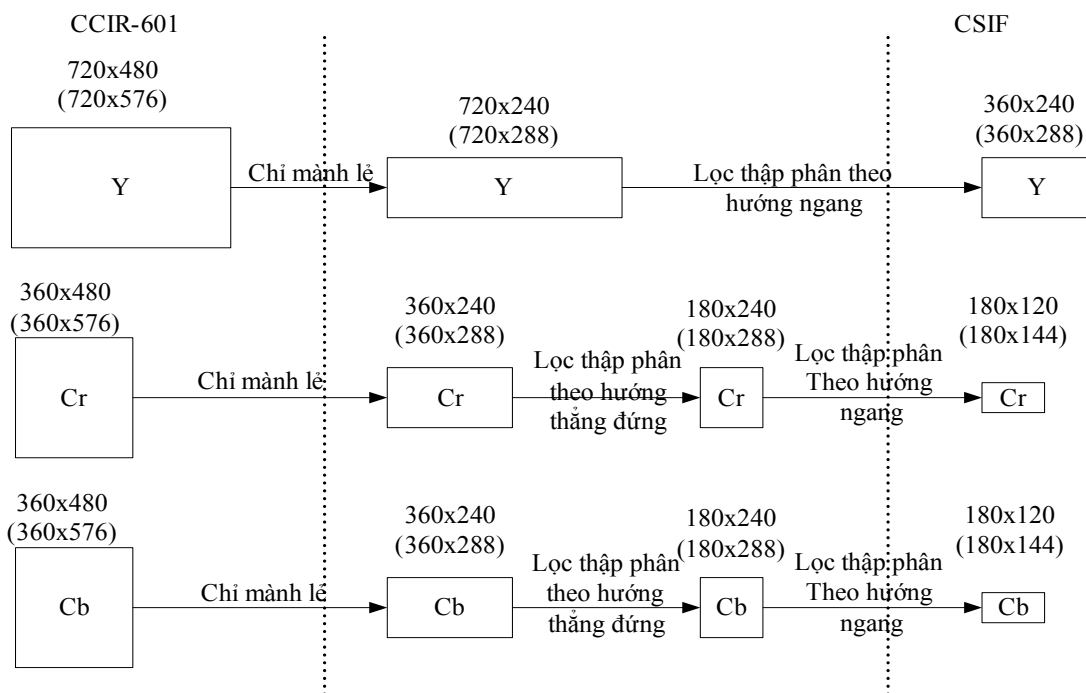 CCIR-601
CSIF
720x480
(720x576)
720x240
(720x288)
360x240
(360x288)
Y
Chỉ mành lẻ
Y
Lọc thập phân theo
hướng ngang
Y
360x480
(360x576)
360x240
(360x288)
180x240
(180x288)
180x120
(180x144)
Cr
Chỉ mành lẻ
Cr
Lọc thập phân
theo hướng
thẳng đứng
Cr
Lọc thập phân
Theo hướng
ngang
Cr
360x480
(360x576)
360x240
(360x288)
180x240
(180x288)
180x120
(180x144)
Cb
Chỉ mành lẻ
Cb
Lọc thập phân
theo hướng
thẳng đứng
Cb
Lọc thập phân
Theo hướng
ngang
Cb